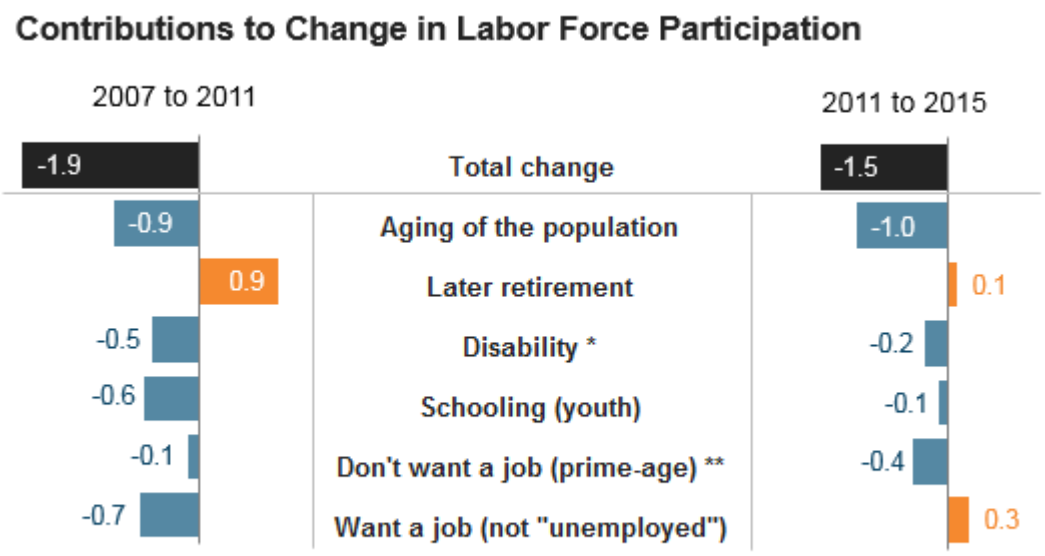 Contributions to Change in Labor Force Participation
2007 to 2011
2011 to 2015
-1.9 Total change -1.5
-0.9 Aging of the population -1.0
0.9 Later retirement 0.1
-0.5 Disability * -0.2
-0.6 Schooling (youth) -0.1
-0.1 Don't want a job (prime-age) ** -0.4
-0.7 Want a job (not "unemployed") 0.3